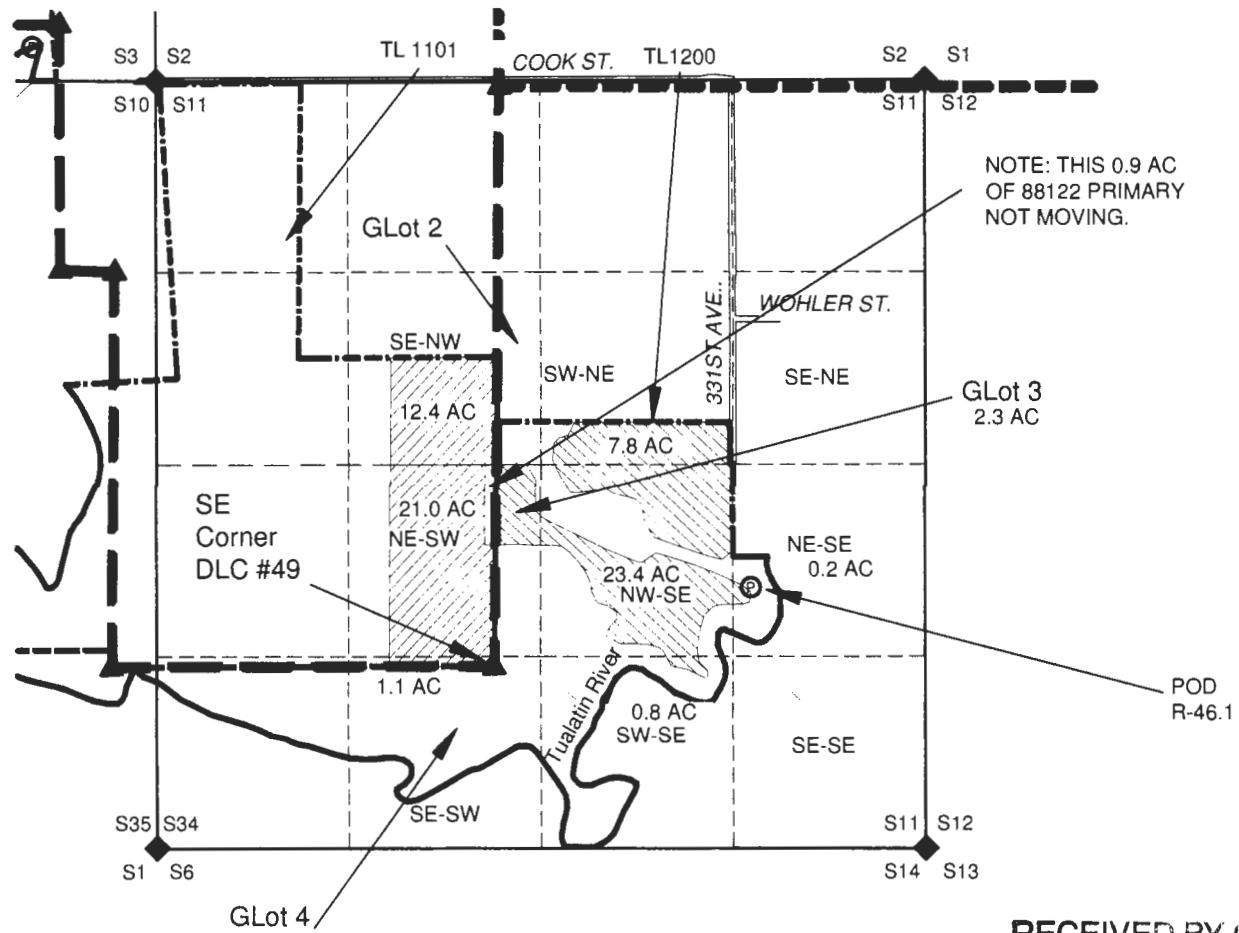 P
S3 S2
TL 1101
COOK ST.
TL1200
S2 S1
S10 S11
S11 S12
NOTE: THIS 0.9 AC
OF 88122 PRIMARY
NOT MOVING.
GLot 2
331ST AVE..
WOHLER ST.
SE-NW
SW-NE
SE-NE
GLot 3
2.3 AC
12.4 AC
7.8 AC
SE
Corner
DLC #49
21.0 AC
NE-SW
NE-SE
0.2 AC
23.4 AC
NW-SE
P
POD
R-46.1
1.1 AC
Tualatin River
0.8 AC
SW-SE
SE-SE
SE-SW
S35 S34
S11 S12
S1 S6
S14 S13
GLot 4
RECEIVED BY